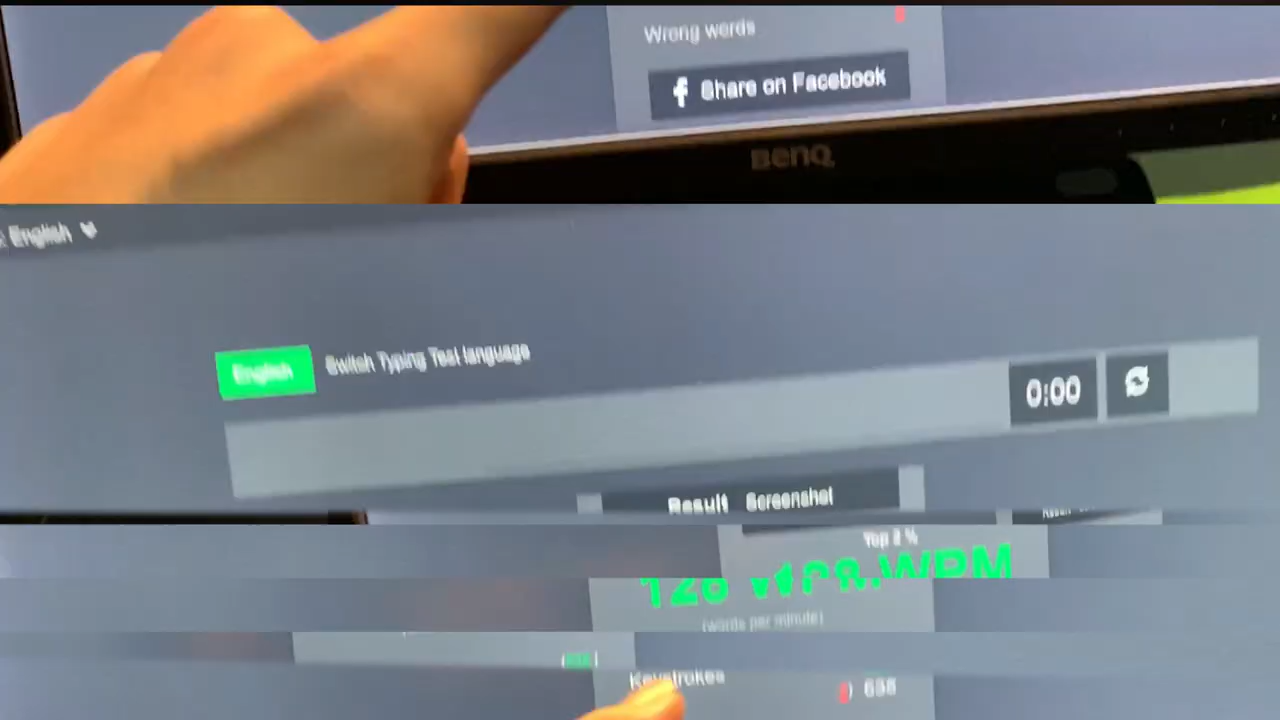 Wrong words
Share on Facebook
BenQ
English
English Switch Typing Test language
0:00
Result Screenshot
Top 2 %
WPM
(words per minute)
Keystrokes
638